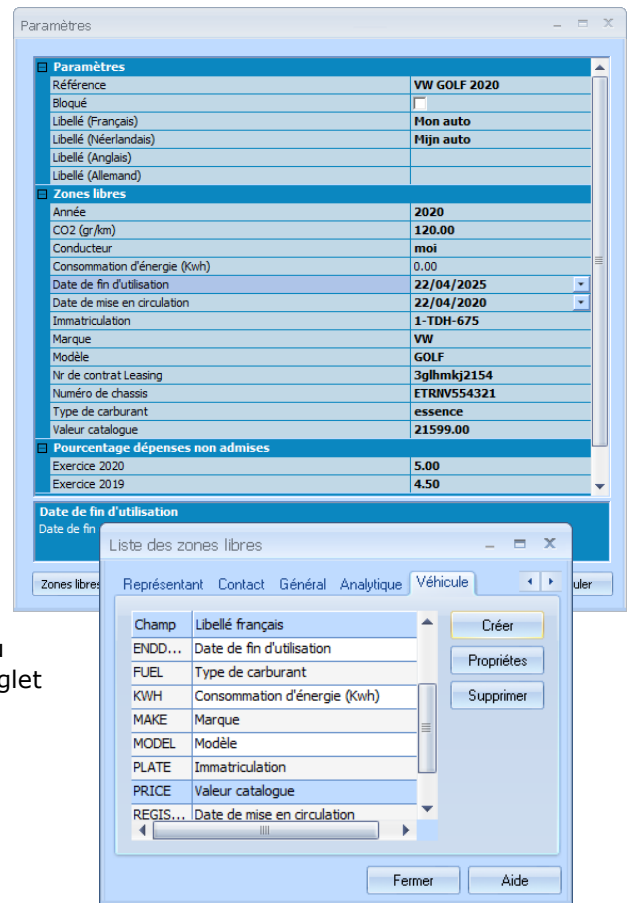 Paramètres
Paramètres
Référence VW GOLF 2020
Bloqué
Libellé (Français) Mon auto
Libellé (Néerlandais) Mijn auto
Libellé (Anglais)
Libellé (Allemand)
Zones libres
Année 2020
CO2 (gr/km) 120.00
Conducteur moi
Consommation d'énergie (Kwh) 0.00
Date de fin d'utilisation 22/04/2025
Date de mise en circulation 22/04/2020
Immatriculation 1-TDH-675
Marque VW
Modèle GOLF
Nr de contrat Leasing 3glhmkj2154
Numéro de chassis ETRNV554321
Type de carburant essence
Valeur catalogue 21599.00
Pourcentage dépenses non admises
Exercice 2020 5.00
Exercice 2019 4.50
Date de fin d'utilisation
Date de fin
Zones libres
uler
glet
Liste des zones libres
Représentant Contact Général Analytique Véhicule
Champ Libellé français
ENDD... Date de fin d'utilisation
FUEL Type de carburant
KWH Consommation d'énergie (Kwh)
MAKE Marque
MODEL Modèle
PLATE Immatriculation
PRICE Valeur catalogue
REGIS... Date de mise en circulation
Créer
Propriétes
Supprimer
Fermer Aide